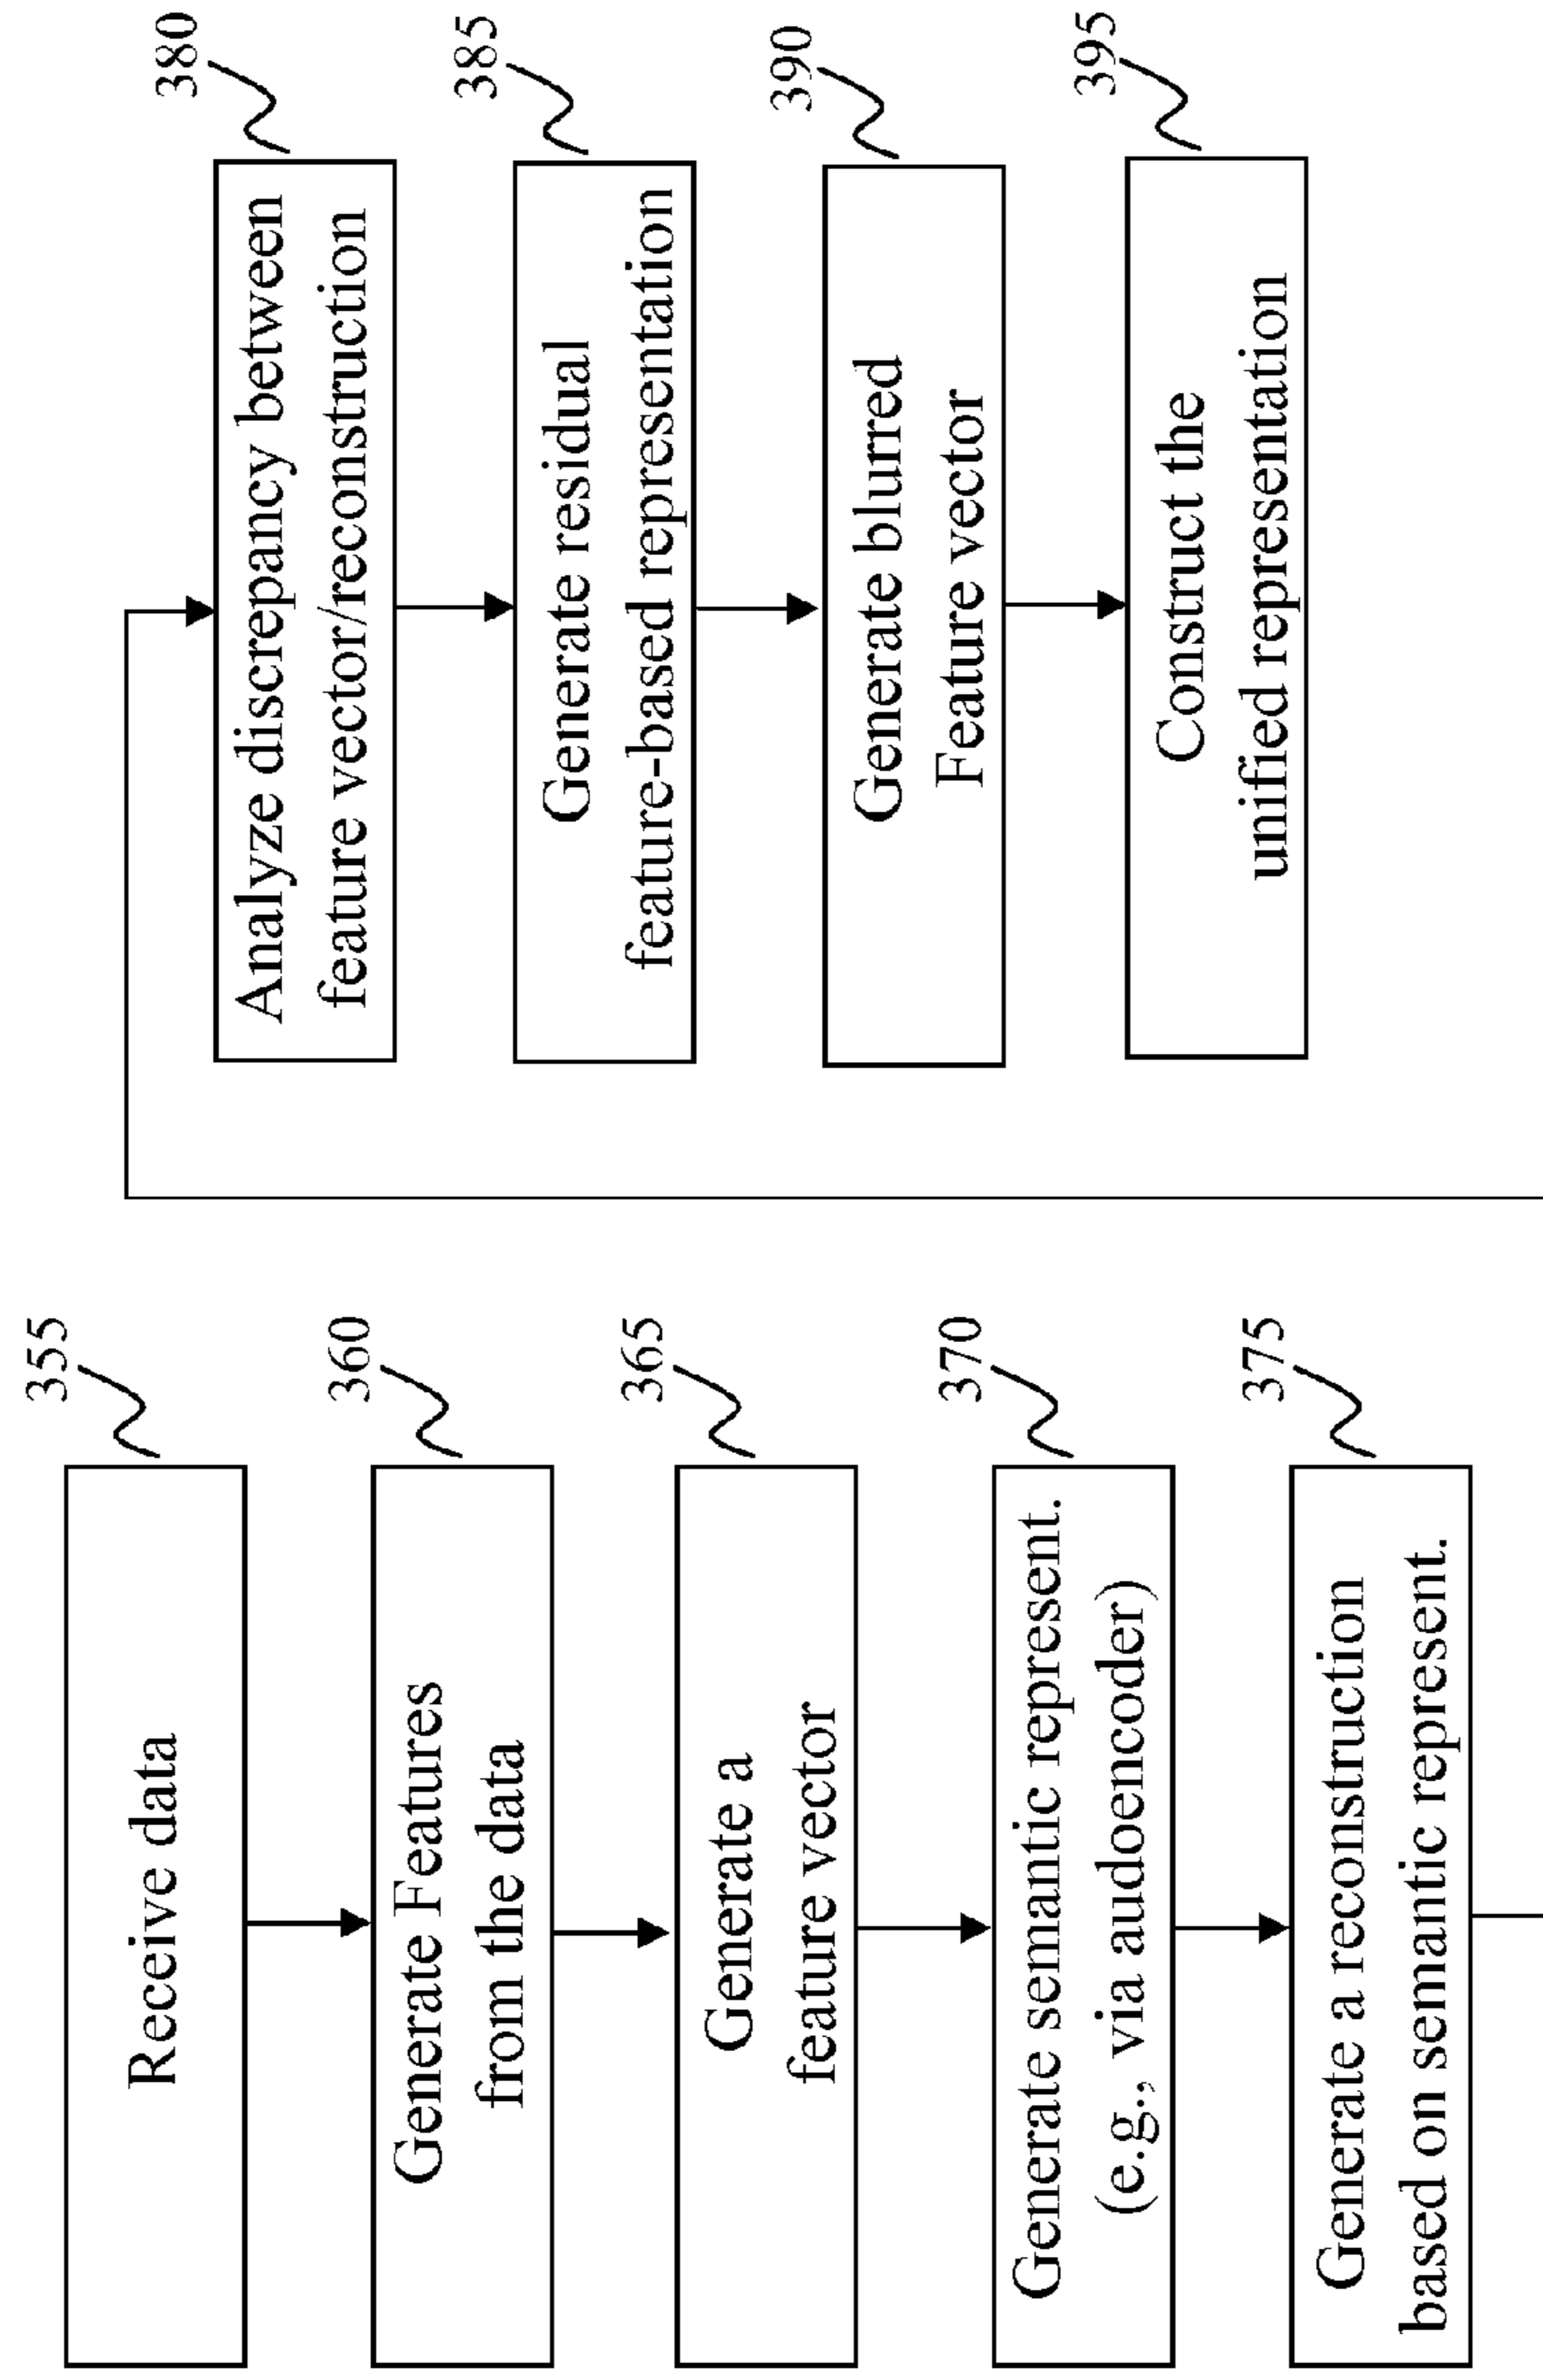 355
Receive data
360
Generate Features
from the data
365
Generate a
feature vector
370
Generate semantic represent.
(e.g., via audoencoder)
375
Generate a reconstruction
based on semantic represent.
380
Analyze discrepancy between
feature vector/reconstruction
385
Generate residual
feature-based representation
390
Generate blurred
Feature vector
395
Construct the
unified representation